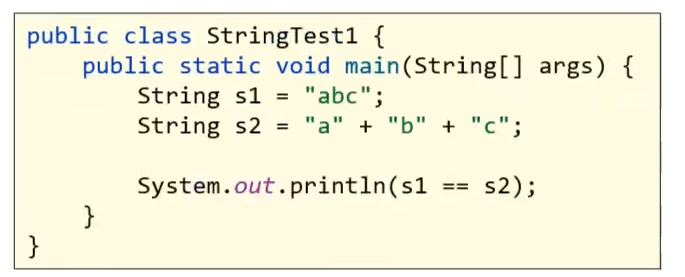 public class StringTest1 {
    public static void main(String[] args) {
        String s1 = "abc";
        String s2 = "a" + "b" + "c";

        System.out.println(s1 == s2);
    }
}